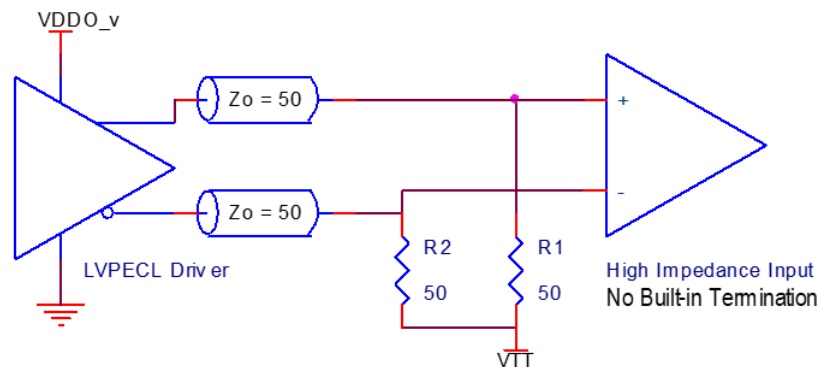 VDDO_v
Zo = 50
+
Zo = 50
-
R2
50
R1
50
LVPECL Driver
High Impedance Input
No Built-in Termination
VTT